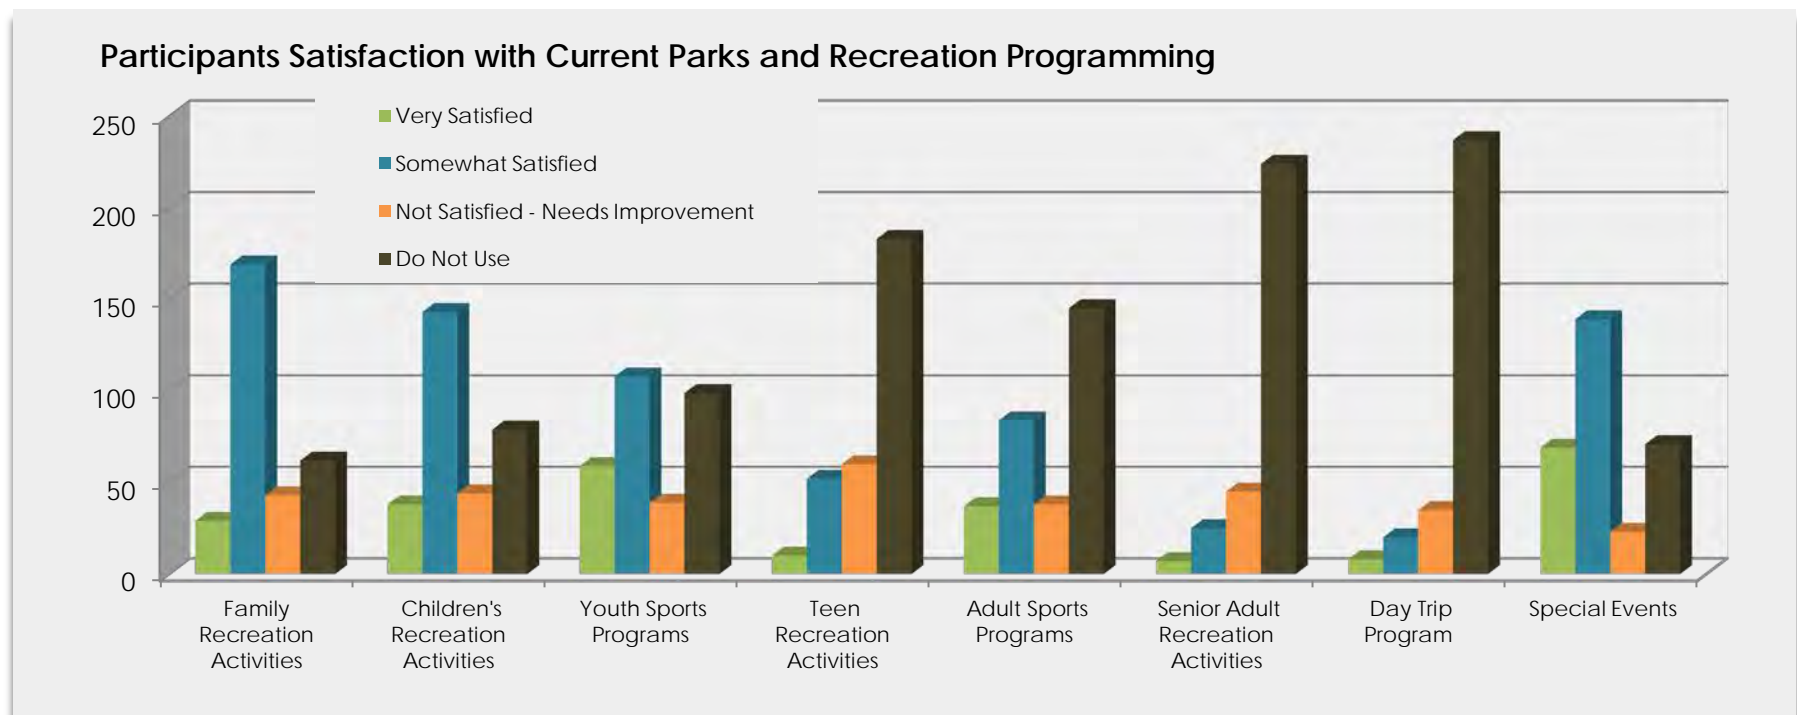 Participants Satisfaction with Current Parks and Recreation Programming
Very Satisfied
Somewhat Satisfied
Not Satisfied - Needs Improvement
Do Not Use
250
200
150
100
50
0
Family
Recreation
Activities
Children's
Recreation
Activities
Youth Sports
Programs
Teen
Recreation
Activities
Adult Sports
Programs
Senior Adult
Recreation
Activities
Day Trip
Program
Special Events